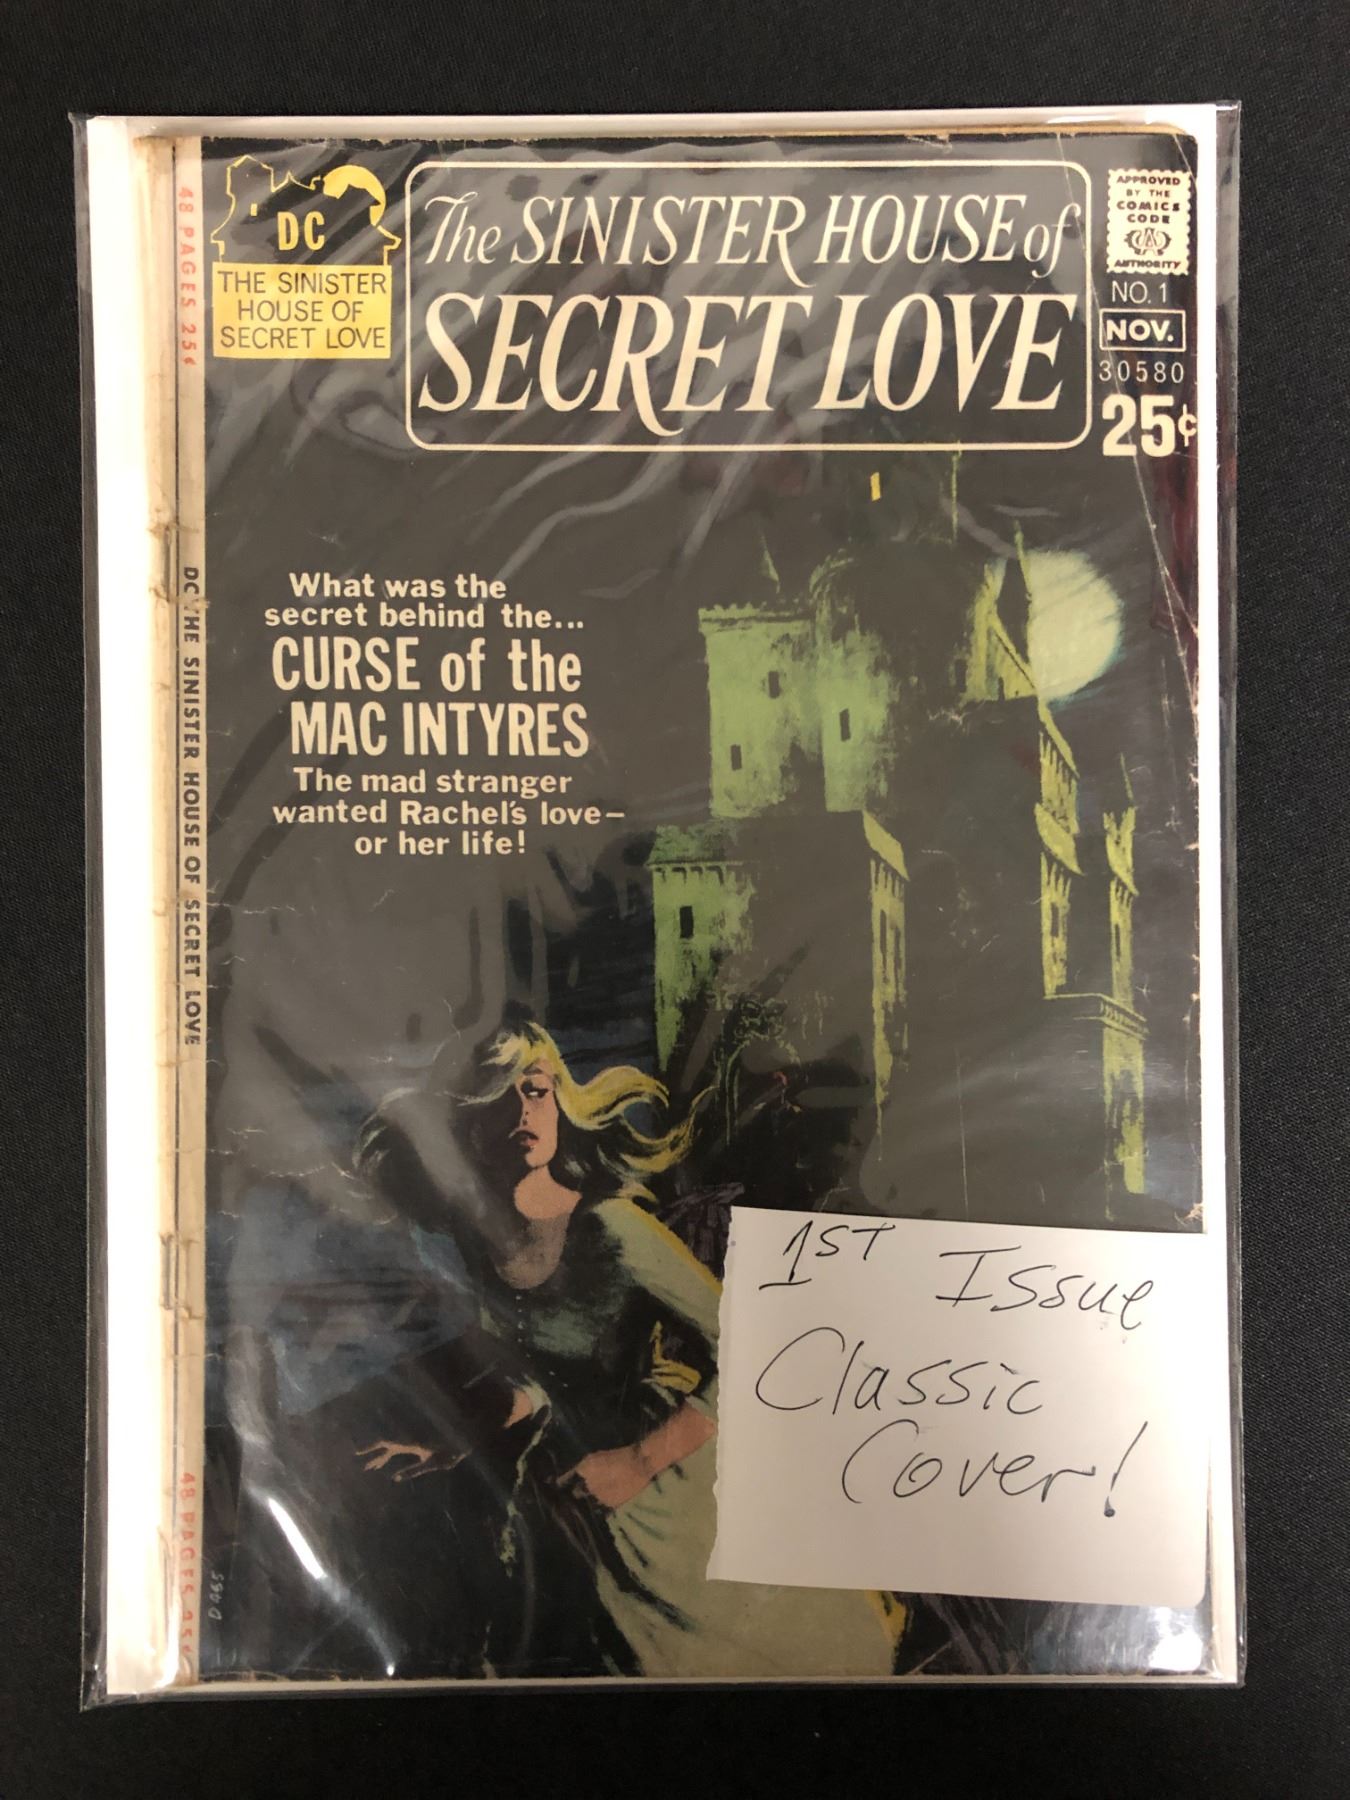 48 PAGES 25¢
DC
THE SINISTER
HOUSE OF
SECRET LOVE
The SINISTER HOUSE of
SECRET LOVE
APPROVED
BY THE
COMICS
CODE
AUTHORITY
NO. 1
NOV.
30580
25¢
What was the
secret behind the...
CURSE of the
MAC INTYRES
The mad stranger
wanted Rachel's love—
or her life!
DC THE SINISTER HOUSE OF SECRET LOVE
1ST Issue
Classic
Cover!
48 PAGES 25¢